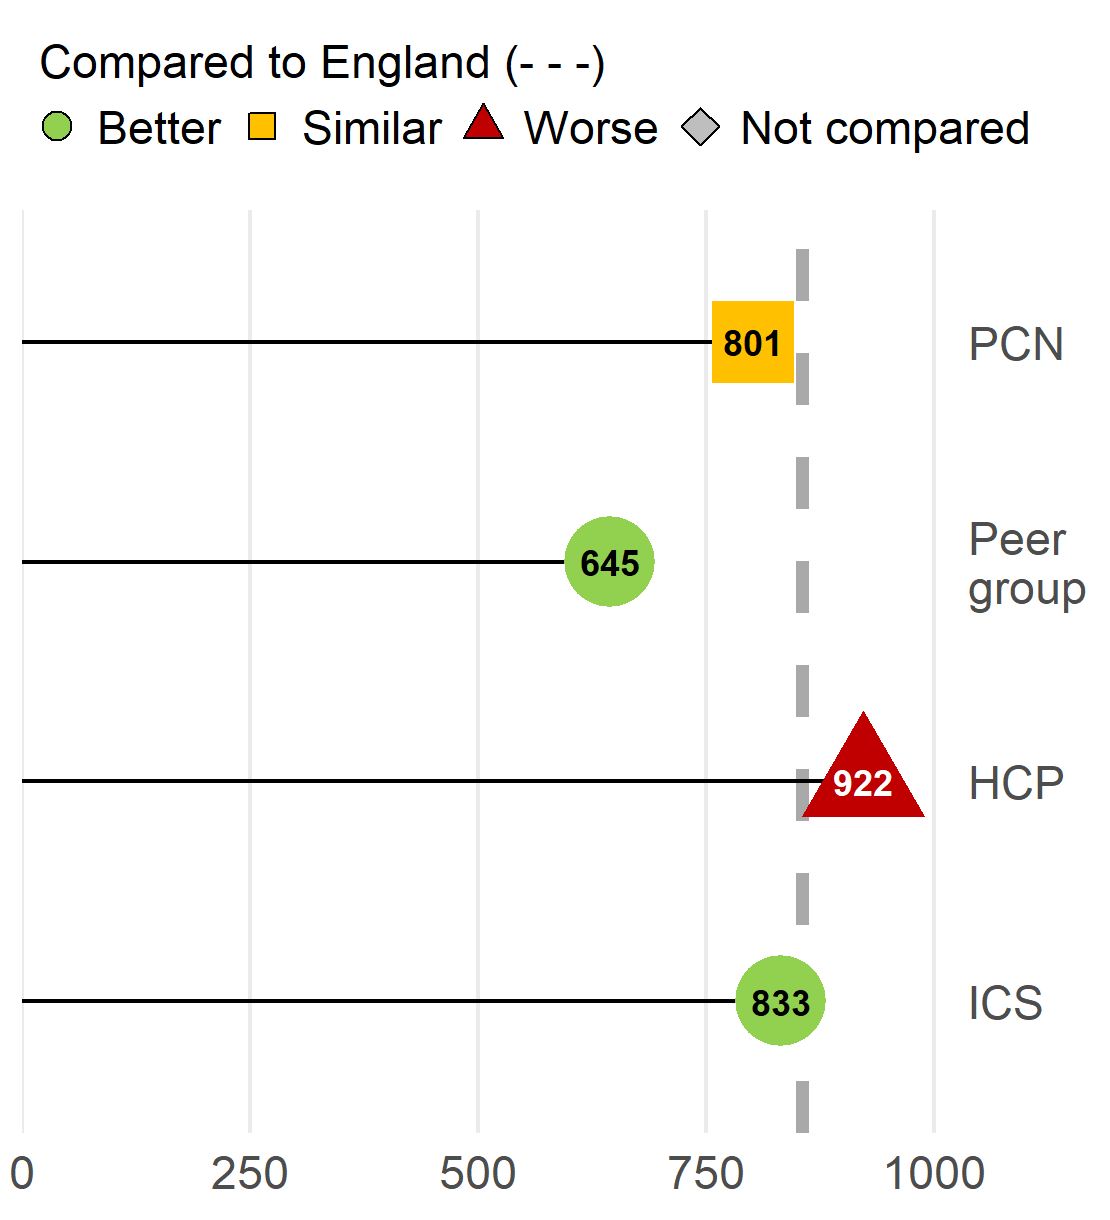 Compared to England (- - -)
Better Similar Worse Not compared
801 PCN
645 Peer
group
922 HCP
833 ICS
0 250 500 750 1000